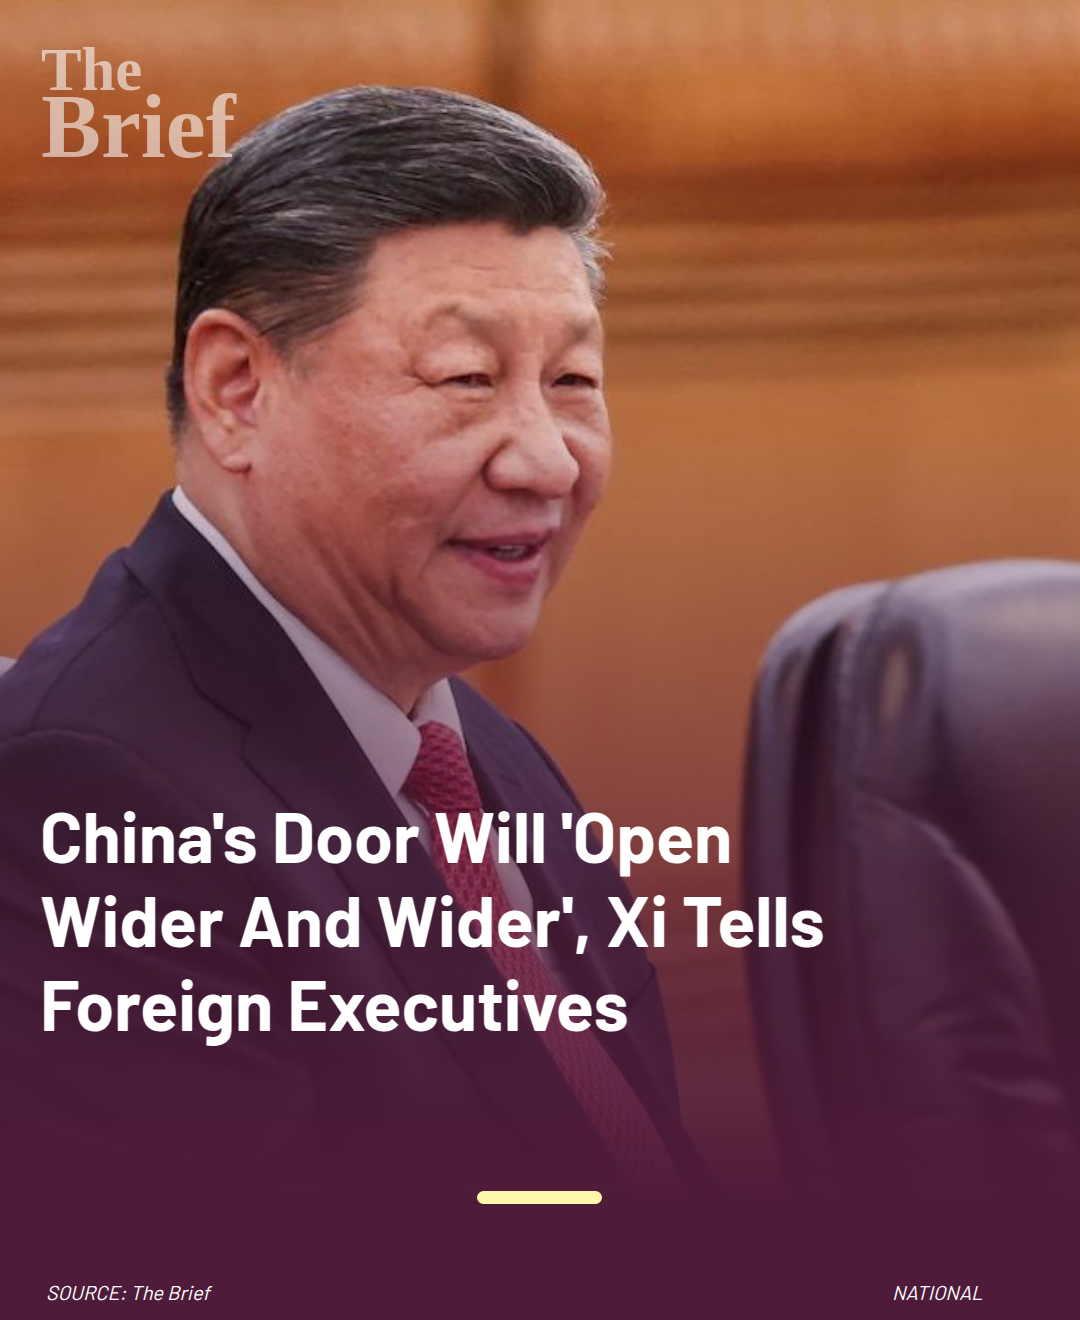 The
Brief
China's Door Will 'Open
Wider And Wider', Xi Tells
Foreign Executives
SOURCE: The Brief
NATIONAL